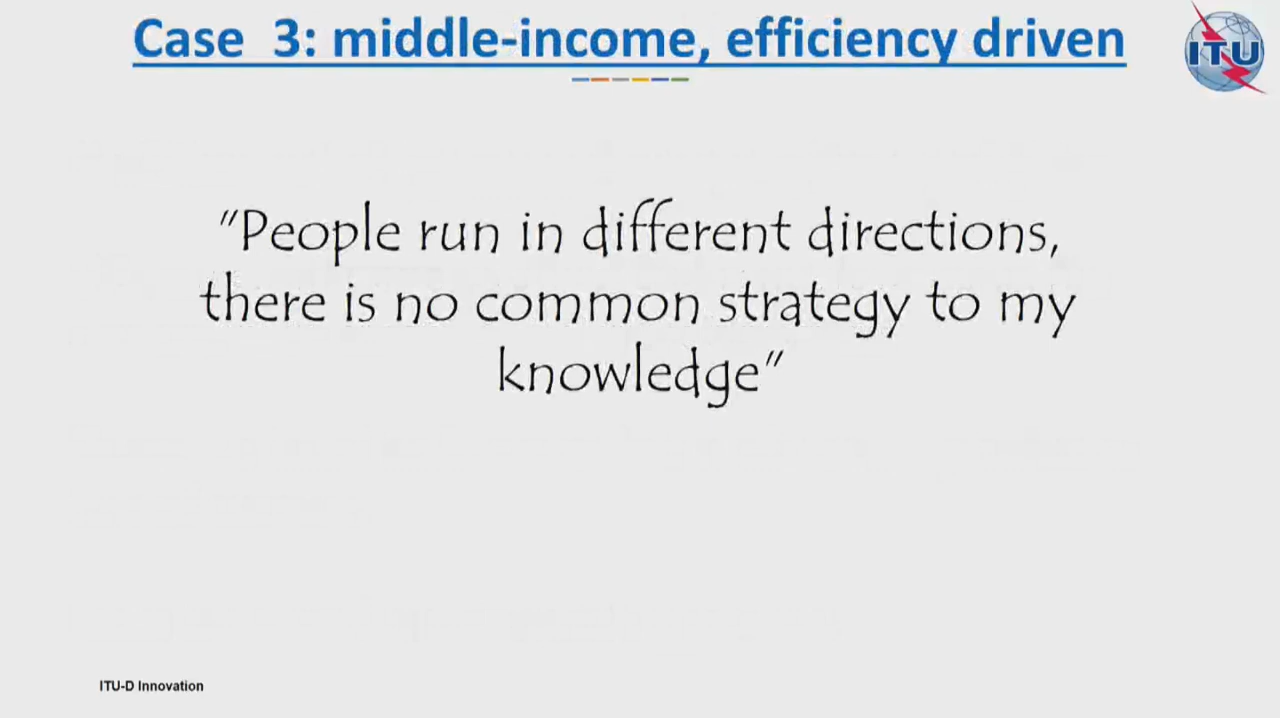 Case 3: middle-income, efficiency driven
ITU
"People run in different directions,
there is no common strategy to my
knowledge"
ITU-D Innovation